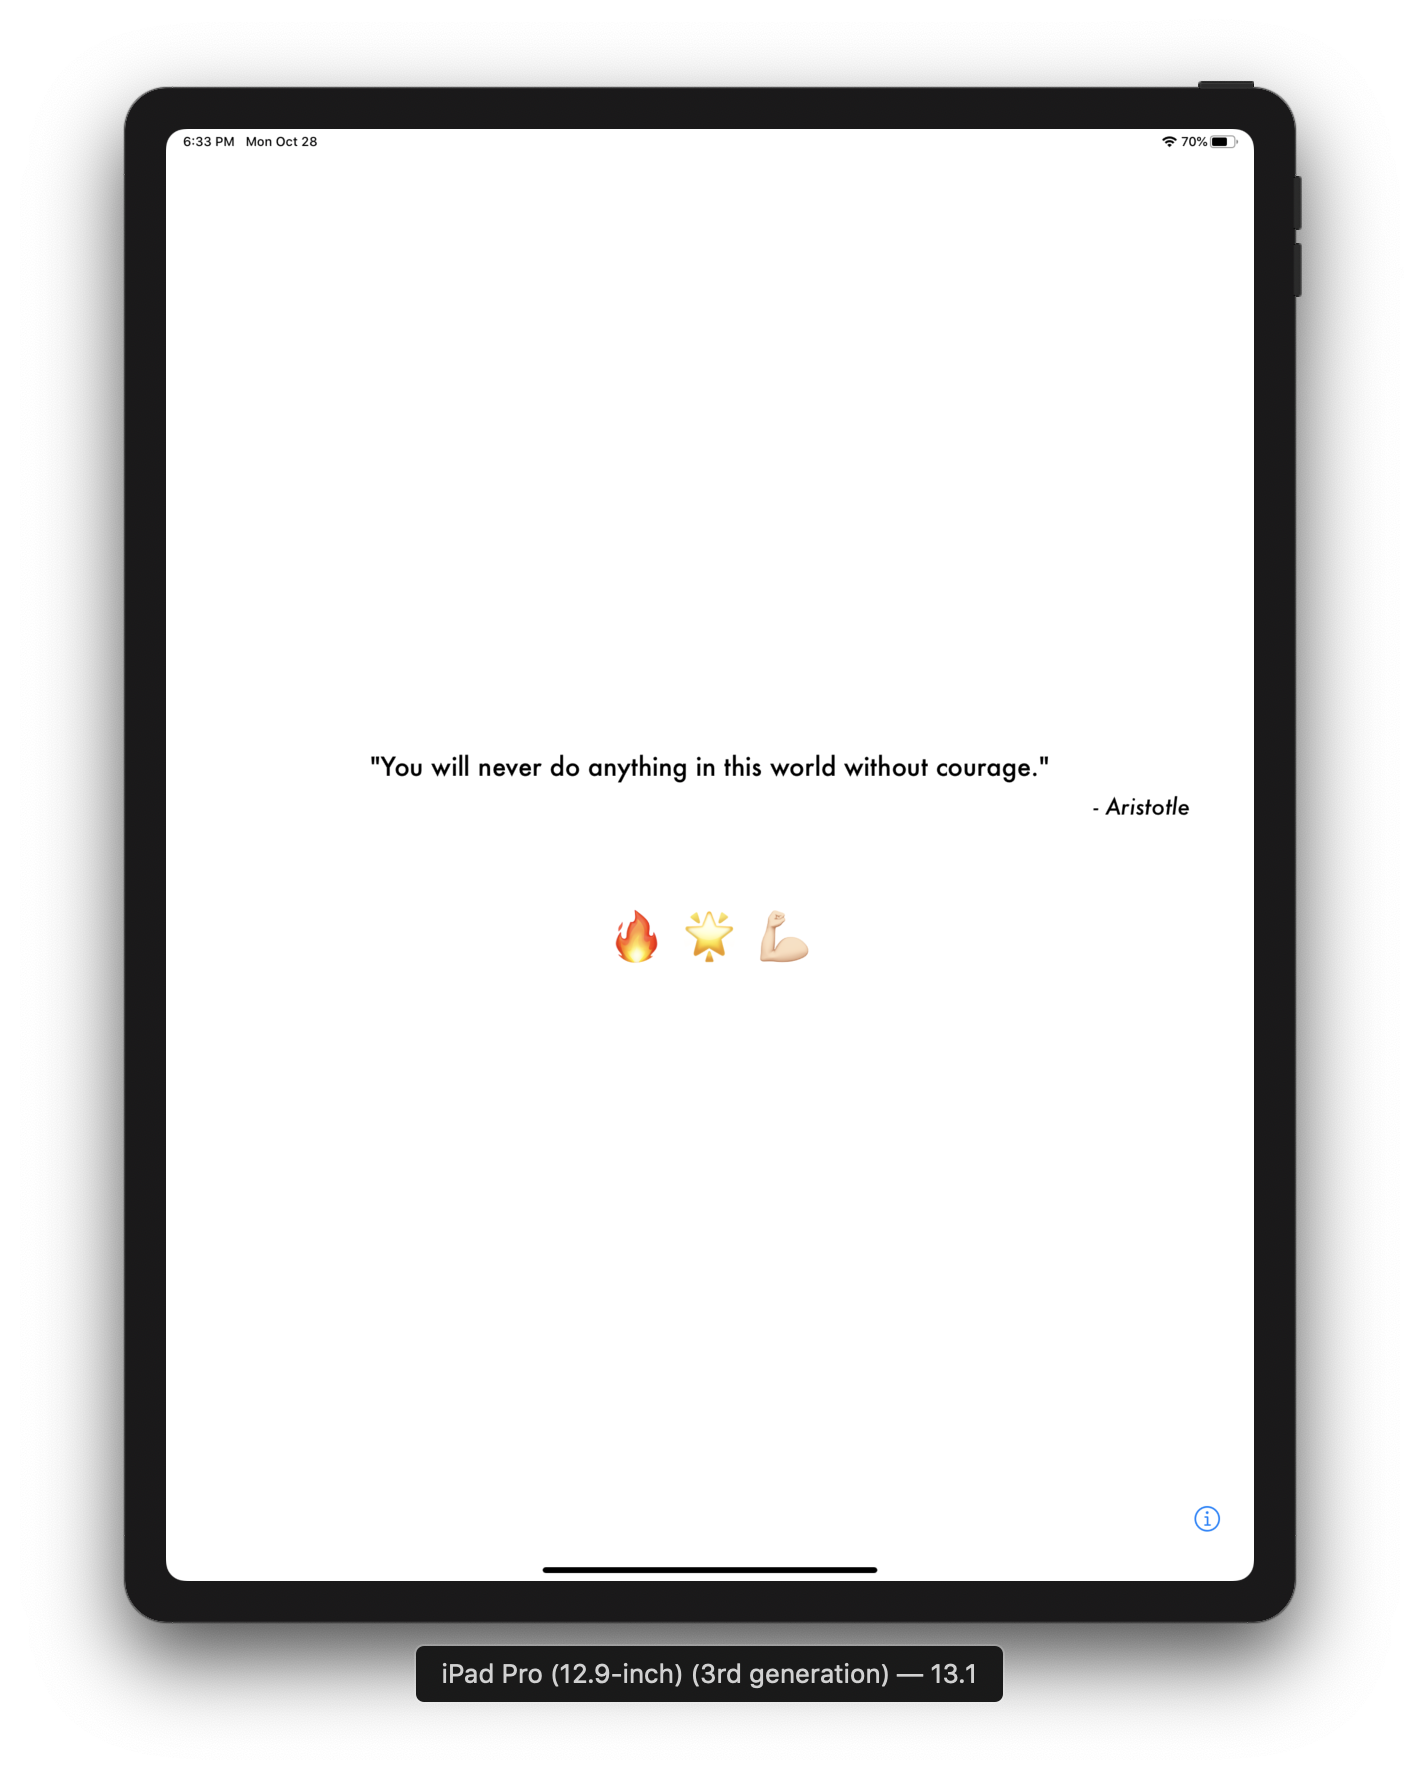 6:33 PM Mon Oct 28 70%
"You will never do anything in this world without courage."
- Aristotle
🔥 🌟 💪🏻
iPad Pro (12.9-inch) (3rd generation) — 13.1